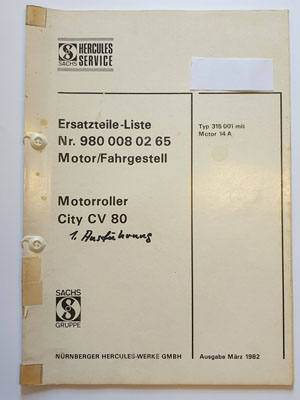 SACHS
HERCULES
SERVICE
Ersatzteile-Liste
Nr. 980 008 02 65
Motor/Fahrgestell
Typ 315 001 mit
Motor 14 A
Motorroller
City CV 80
1. Ausführung
SACHS
GRUPPE
NÜRNBERGER HERCULES-WERKE GMBH
Ausgabe März 1982